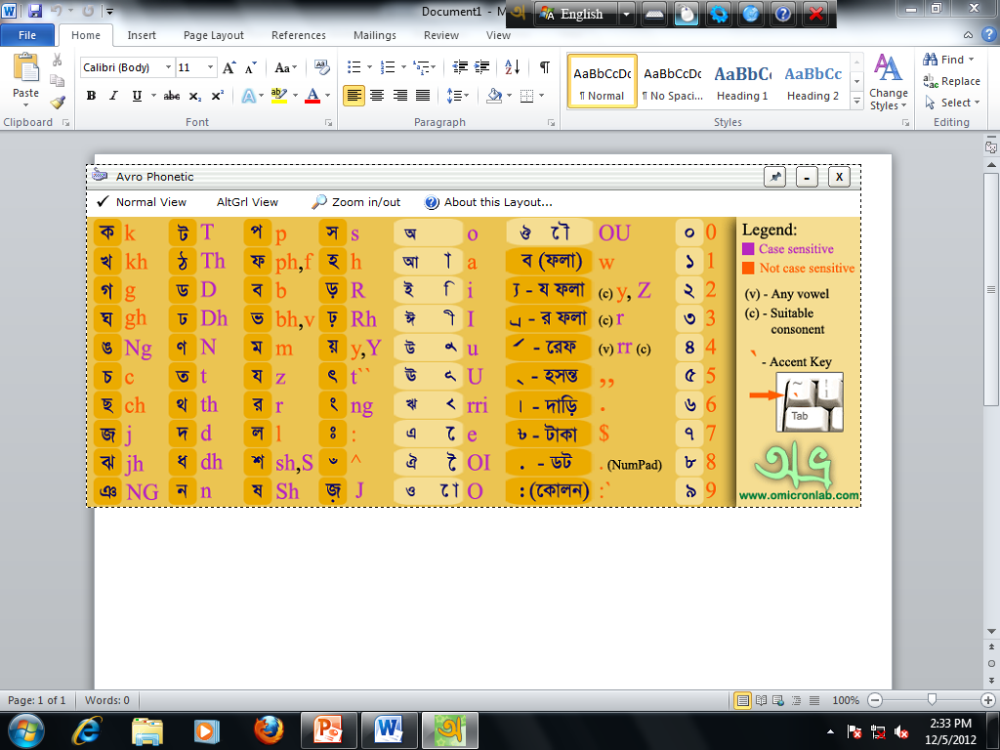 Document1 - M
অ English
File Home Insert Page Layout References Mailings Review View
Calibri (Body) 11
Paste
B I U abc x₂ x² A A
AaBbCcDc AaBbCcDc AaBbC AaBbCc
¶ Normal ¶ No Spaci... Heading 1 Heading 2
Change Styles
Find
Replace
Select
Clipboard Font Paragraph Styles Editing
Avro Phonetic
Normal View AltGrl View Zoom in/out About this Layout...
ক k ট T প p স s অ o ঔ ৌ OU ০ 0
খ kh ঠ Th ফ ph,f হ h আ া a ব (ফলা) w ১ 1
গ g ড D ব b ড় R ই ি i ্য - য ফলা (c) y, Z ২ 2
ঘ gh ঢ Dh ভ bh,v ঢ় Rh ঈ ী I ্র - র ফলা (c) r ৩ 3
ঙ Ng ণ N ম m য় y,Y উ ু u র্ - রেফ (v) rr (c) ৪ 4
চ c ত t য z ৎ t`` ঊ ূ U ্ - হসন্ত ,, ৫ 5
ছ ch থ th র r ং ng ঋ ৃ rri । - দাড়ি . ৬ 6
জ j দ d ল l ঃ : এ ে e ৳ - টাকা $ ৭ 7
ঝ jh ধ dh শ sh,S ঁ ^ ঐ ৈ OI . - ডট . (NumPad) ৮ 8
ঞ NG ন n ষ Sh জ় J ও ো O : (কোলন) :` ৯ 9
Legend:
Case sensitive
Not case sensitive
(v) - Any vowel
(c) - Suitable
consonent
` - Accent Key
~
`
!
Tab
অভ্র
www.omicronlab.com
Page: 1 of 1 Words: 0 100%
অ
2:33 PM
12/5/2012